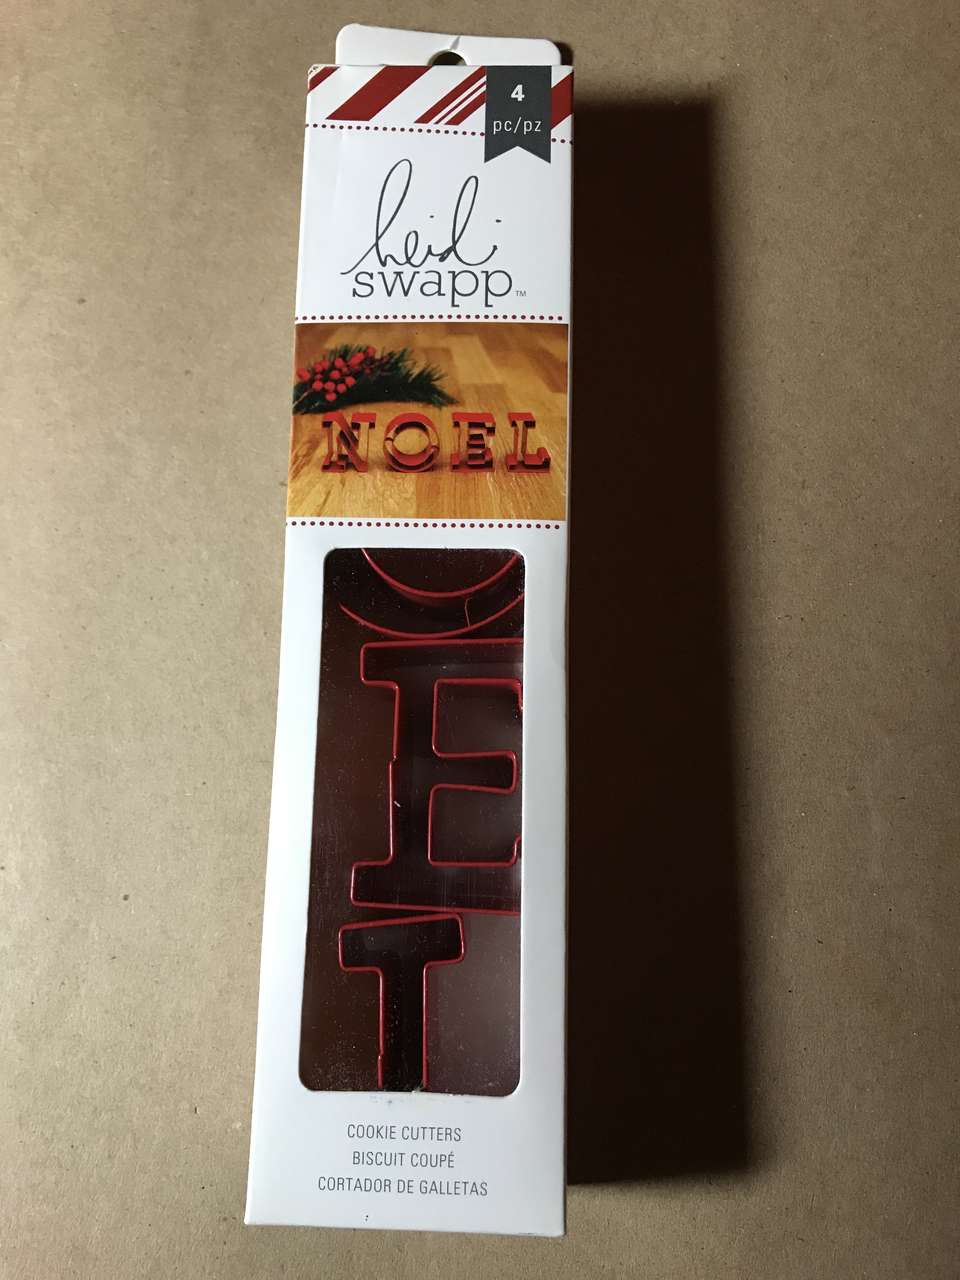 4
pc/pz
heidi
swapp™
NOEL
COOKIE CUTTERS
BISCUIT COUPÉ
CORTADOR DE GALLETAS